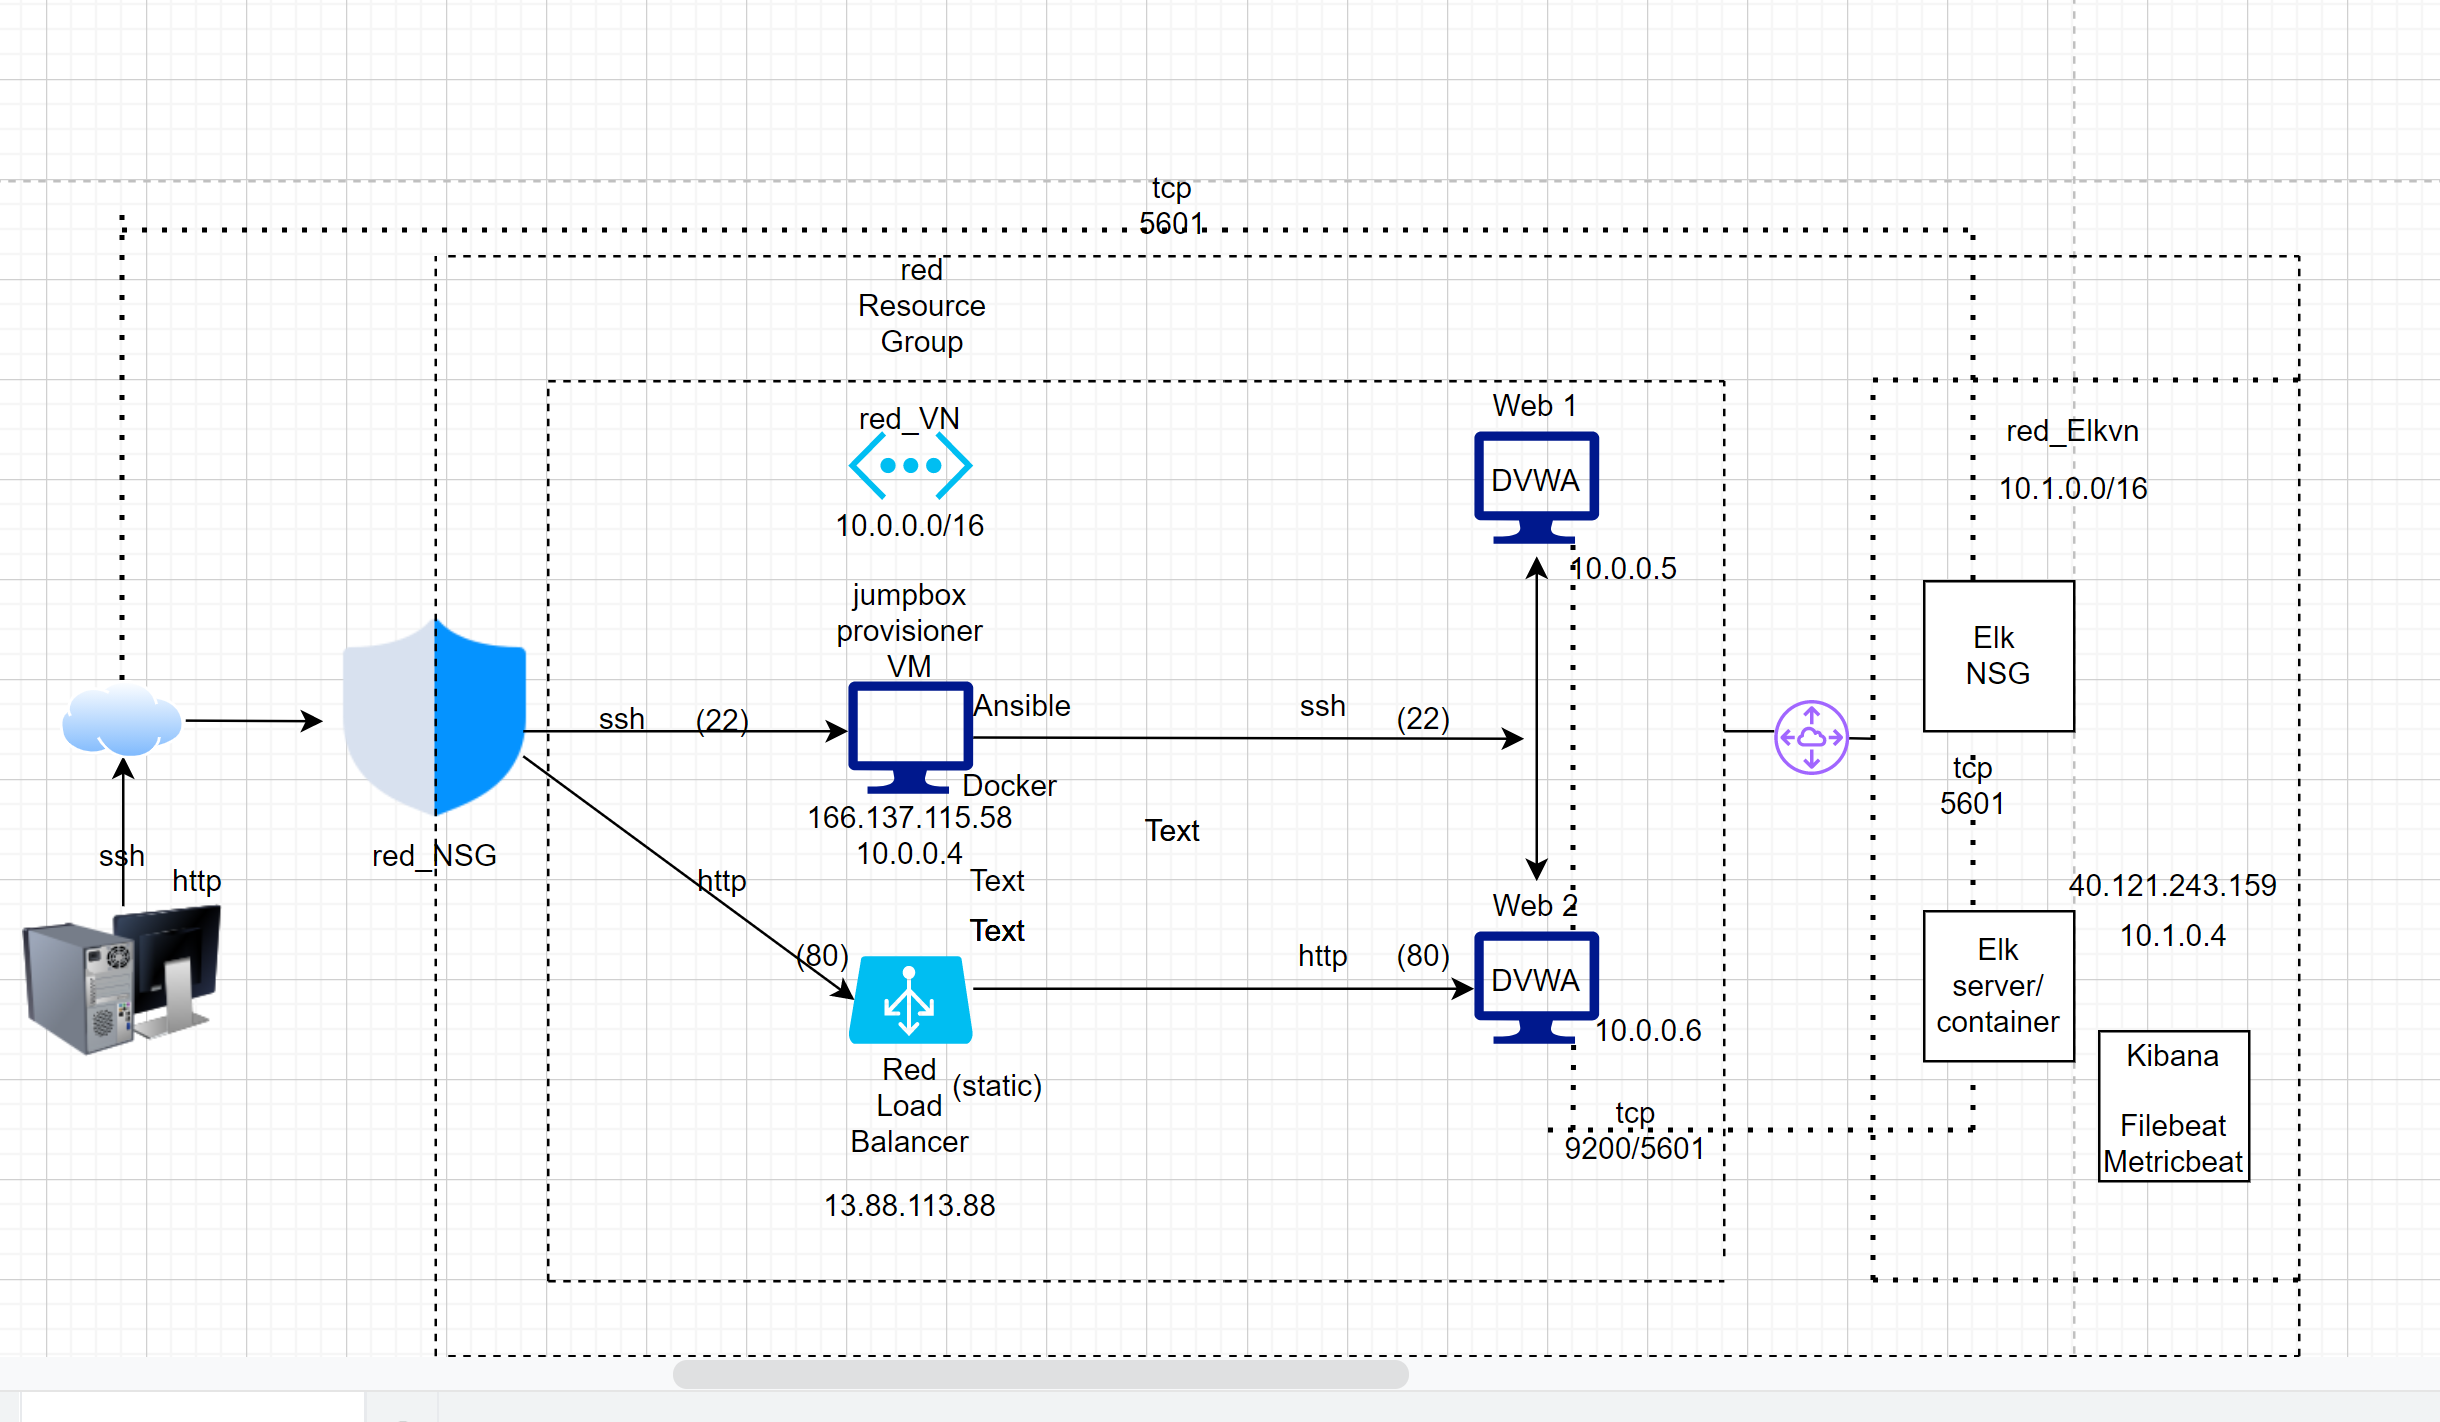 tcp
5601
red
Resource
Group
red_VN
10.0.0.0/16
Web 1
DVWA
10.0.0.5
red_Elkvn
10.1.0.0/16
jumpbox
provisioner
VM
Elk
NSG
ssh (22)
Ansible
ssh (22)
Docker
166.137.115.58
10.0.0.4
Text
tcp
5601
ssh
http
red_NSG
http
Text
Text
(80)
Web 2
http (80)
DVWA
10.0.0.6
40.121.243.159
10.1.0.4
Elk
server/
container
Red
Load
Balancer
(static)
13.88.113.88
tcp
9200/5601
Kibana
Filebeat
Metricbeat